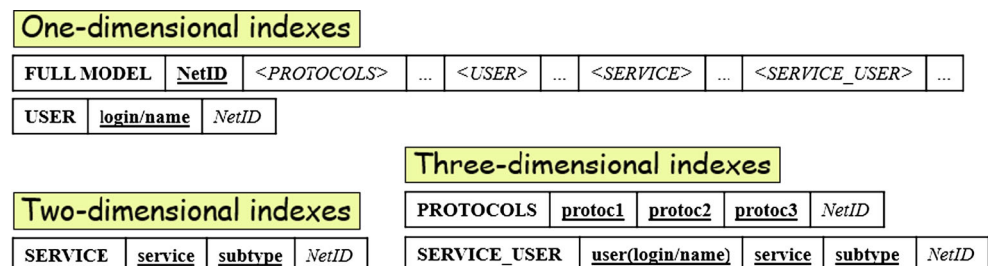 One-dimensional indexes
FULL MODEL NetID <PROTOCOLS> ... <USER> ... <SERVICE> ... <SERVICE_USER> ...
USER login/name NetID
Three-dimensional indexes
PROTOCOLS protoc1 protoc2 protoc3 NetID
SERVICE_USER user(login/name) service subtype NetID
Two-dimensional indexes
SERVICE service subtype NetID